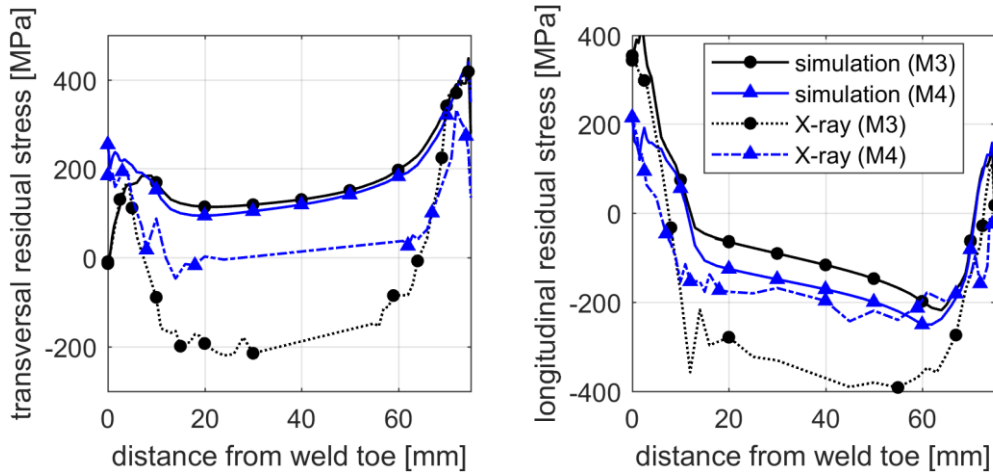 transversal residual stress [MPa]
400
200
0
-200
0
20
40
60
distance from weld toe [mm]
longitudinal residual stress [MPa]
400
200
0
-200
-400
0
20
40
60
distance from weld toe [mm]
simulation (M3)
simulation (M4)
X-ray (M3)
X-ray (M4)